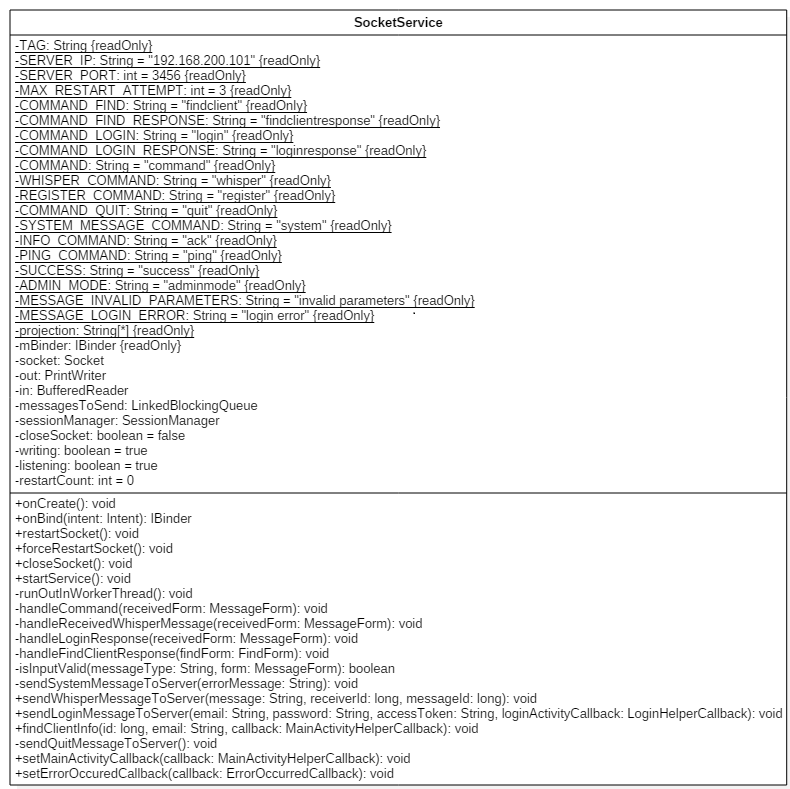 SocketService
-TAG: String {readOnly}
-SERVER_IP: String = "192.168.200.101" {readOnly}
-SERVER_PORT: int = 3456 {readOnly}
-MAX_RESTART_ATTEMPT: int = 3 {readOnly}
-COMMAND_FIND: String = "findclient" {readOnly}
-COMMAND_FIND_RESPONSE: String = "findclientresponse" {readOnly}
-COMMAND_LOGIN: String = "login" {readOnly}
-COMMAND_LOGIN_RESPONSE: String = "loginresponse" {readOnly}
-COMMAND: String = "command" {readOnly}
-WHISPER_COMMAND: String = "whisper" {readOnly}
-REGISTER_COMMAND: String = "register" {readOnly}
-COMMAND_QUIT: String = "quit" {readOnly}
-SYSTEM_MESSAGE_COMMAND: String = "system" {readOnly}
-INFO_COMMAND: String = "ack" {readOnly}
-PING_COMMAND: String = "ping" {readOnly}
-SUCCESS: String = "success" {readOnly}
-ADMIN_MODE: String = "adminmode" {readOnly}
-MESSAGE_INVALID_PARAMETERS: String = "invalid parameters" {readOnly}
-MESSAGE_LOGIN_ERROR: String = "login error" {readOnly}
-projection: String[*] {readOnly}
-mBinder: IBinder {readOnly}
-socket: Socket
-out: PrintWriter
-in: BufferedReader
-messagesToSend: LinkedBlockingQueue
-sessionManager: SessionManager
-closeSocket: boolean = false
-writing: boolean = true
-listening: boolean = true
-restartCount: int = 0
+onCreate(): void
+onBind(intent: Intent): IBinder
+restartSocket(): void
+forceRestartSocket(): void
+closeSocket(): void
+startService(): void
-runOutInWorkerThread(): void
-handleCommand(receivedForm: MessageForm): void
-handleReceivedWhisperMessage(receivedForm: MessageForm): void
-handleLoginResponse(receivedForm: MessageForm): void
-handleFindClientResponse(findForm: FindForm): void
-isInputValid(messageType: String, form: MessageForm): boolean
-sendSystemMessageToServer(errorMessage: String): void
+sendWhisperMessageToServer(message: String, receiverId: long, messageId: long): void
+sendLoginMessageToServer(email: String, password: String, accessToken: String, loginActivityCallback: LoginHelperCallback): void
+findClientInfo(id: long, email: String, callback: MainActivityHelperCallback): void
-sendQuitMessageToServer(): void
+setMainActivityCallback(callback: MainActivityHelperCallback): void
+setErrorOccuredCallback(callback: ErrorOccurredCallback): void